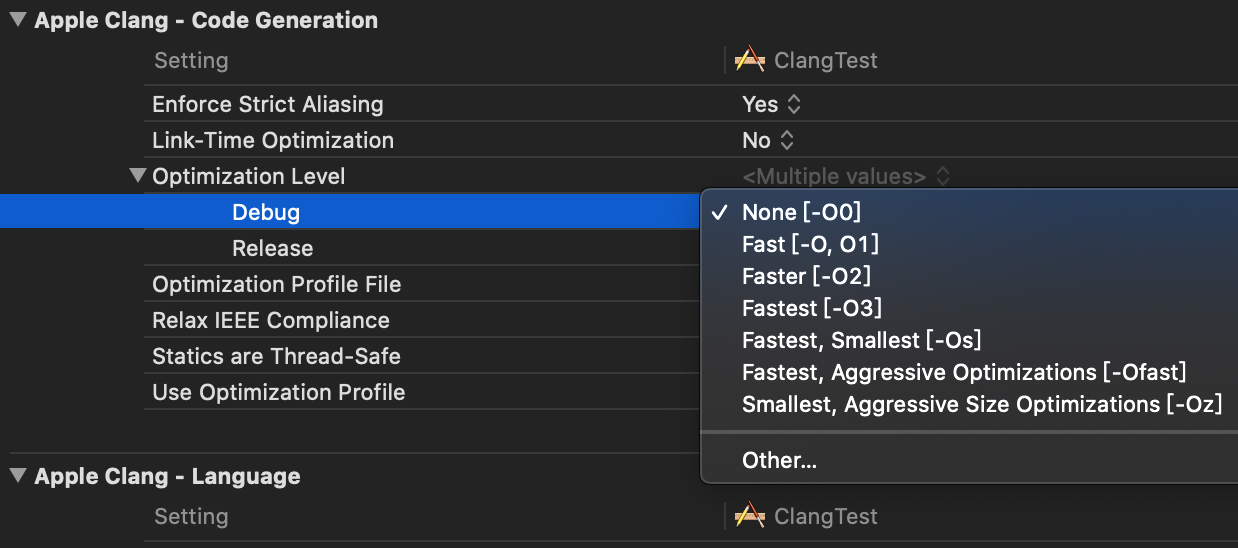 Apple Clang - Code Generation
Setting ClangTest
Enforce Strict Aliasing Yes
Link-Time Optimization No
Optimization Level <Multiple values>
Debug None [-O0]
Release Fast [-O, O1]
Faster [-O2]
Optimization Profile File Fastest [-O3]
Relax IEEE Compliance Fastest, Smallest [-Os]
Statics are Thread-Safe Fastest, Aggressive Optimizations [-Ofast]
Use Optimization Profile Smallest, Aggressive Size Optimizations [-Oz]
Other...
Apple Clang - Language
Setting ClangTest